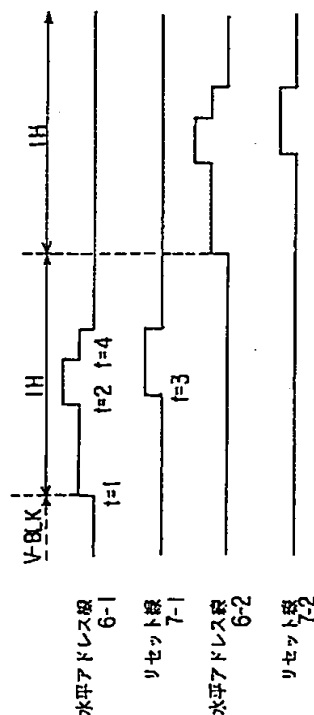 V-BLK
1H
1H
水平アドレス線
6-1
t=1
t=2
t=4
リセット線
7-1
t=3
水平アドレス線
6-2
リセット線
7-2